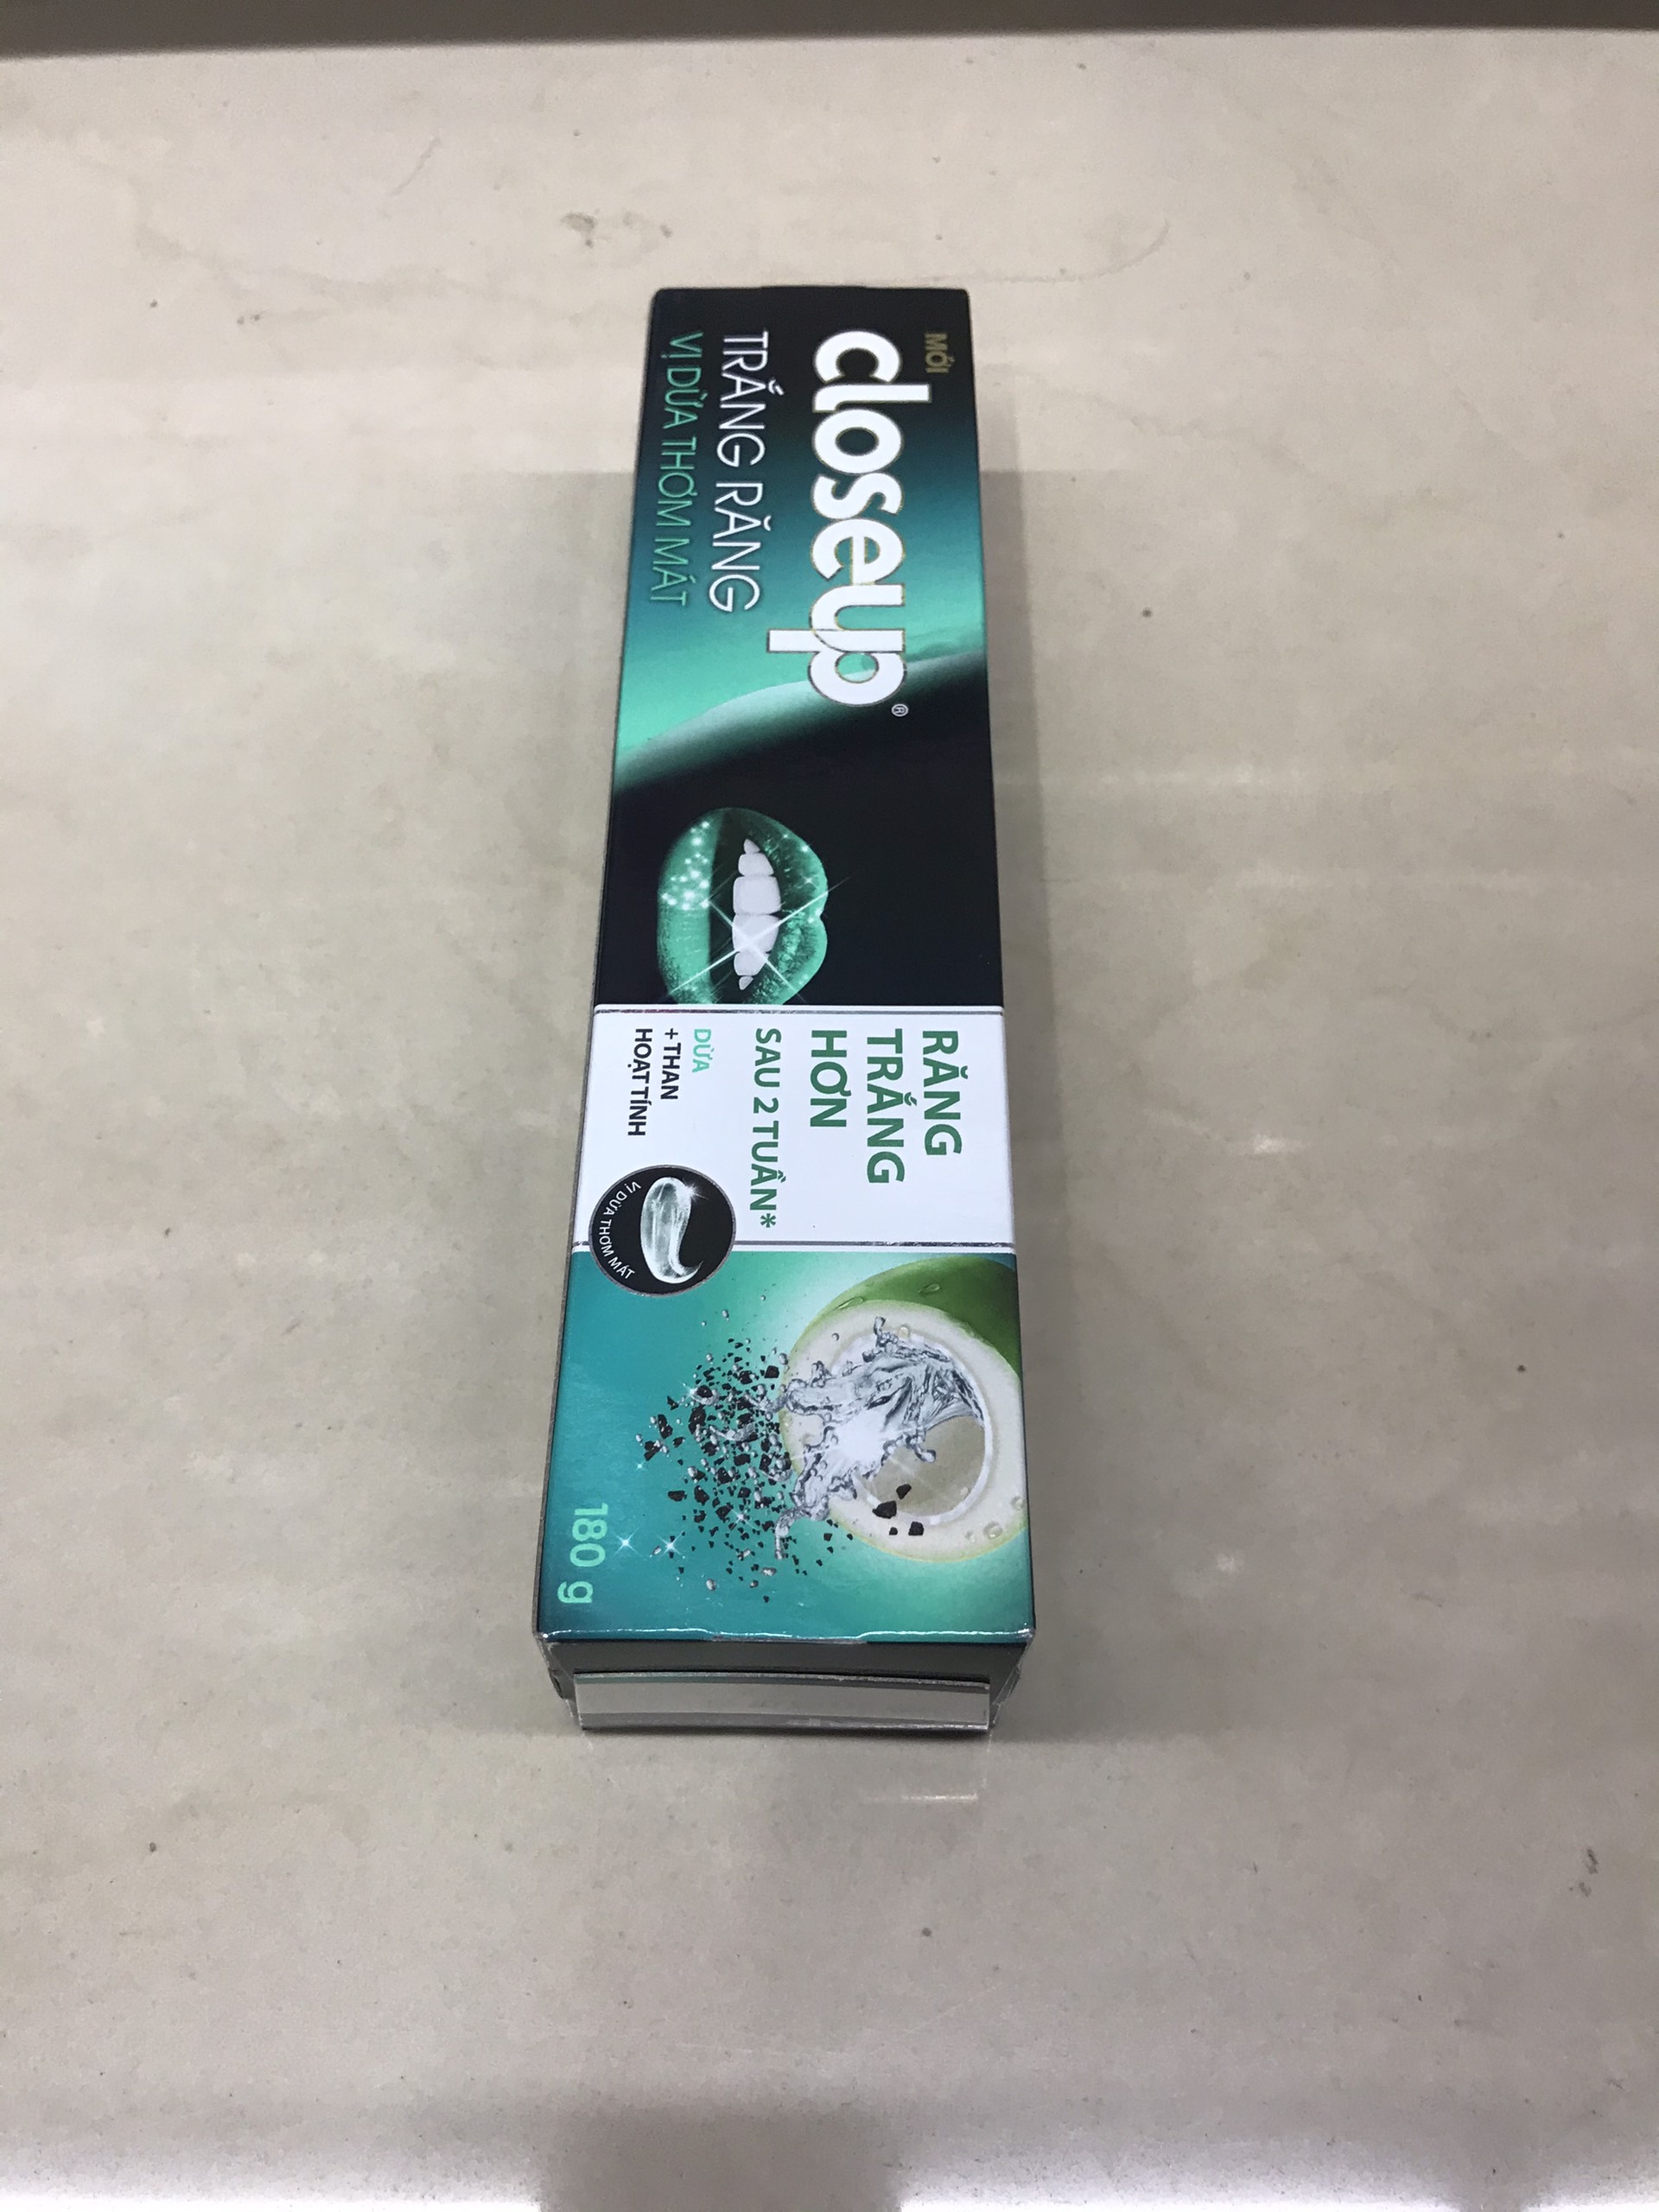 MỚI
closeup®
TRẮNG RĂNG
VỊ DỪA THƠM MÁT
RĂNG
TRẮNG
HƠN
SAU 2 TUẦN*
DỪA
+ THAN
HOẠT TÍNH
VỊ DỪA THƠM MÁT
180 g